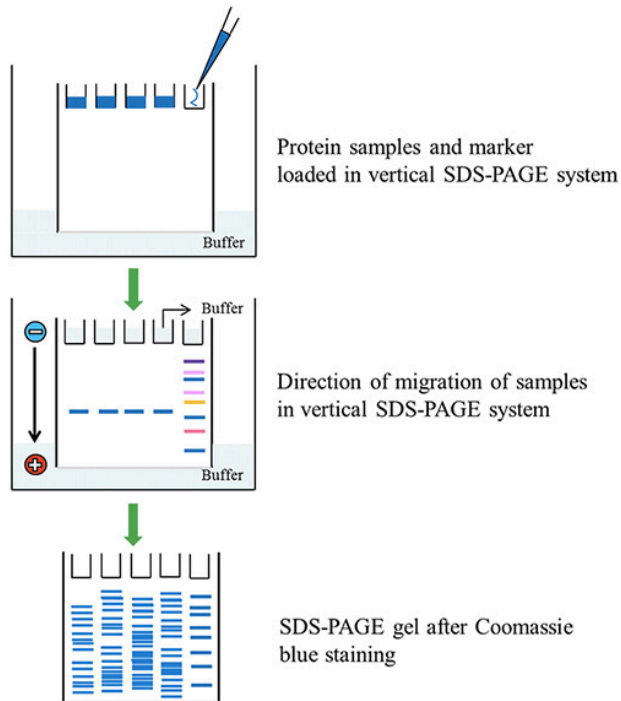 Protein samples and marker
loaded in vertical SDS-PAGE system
Buffer
Buffer
Direction of migration of samples
in vertical SDS-PAGE system
Buffer
SDS-PAGE gel after Coomassie
blue staining